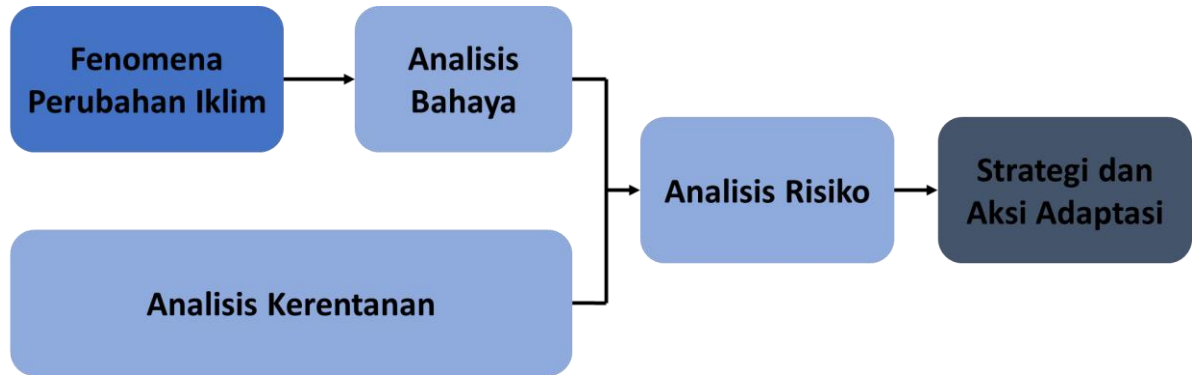 Fenomena
Perubahan Iklim
Analisis
Bahaya
Analisis Risiko
Strategi dan
Aksi Adaptasi
Analisis Kerentanan